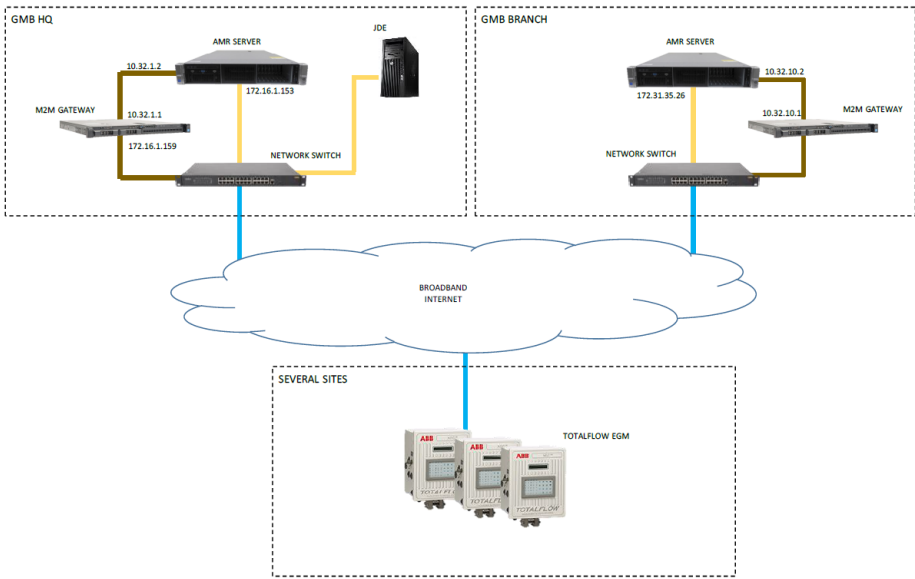 GMB HQ
GMB BRANCH
JDE
AMR SERVER
AMR SERVER
10.32.1.2
10.32.10.2
172.16.1.153
172.31.35.26
M2M GATEWAY
10.32.1.1
10.32.10.1
M2M GATEWAY
172.16.1.159
NETWORK SWITCH
NETWORK SWITCH
BROADBAND
INTERNET
SEVERAL SITES
TOTALFLOW EGM
ABB
ABB
ABB
TOTALFL
TOTALFL
TOTALFLOW